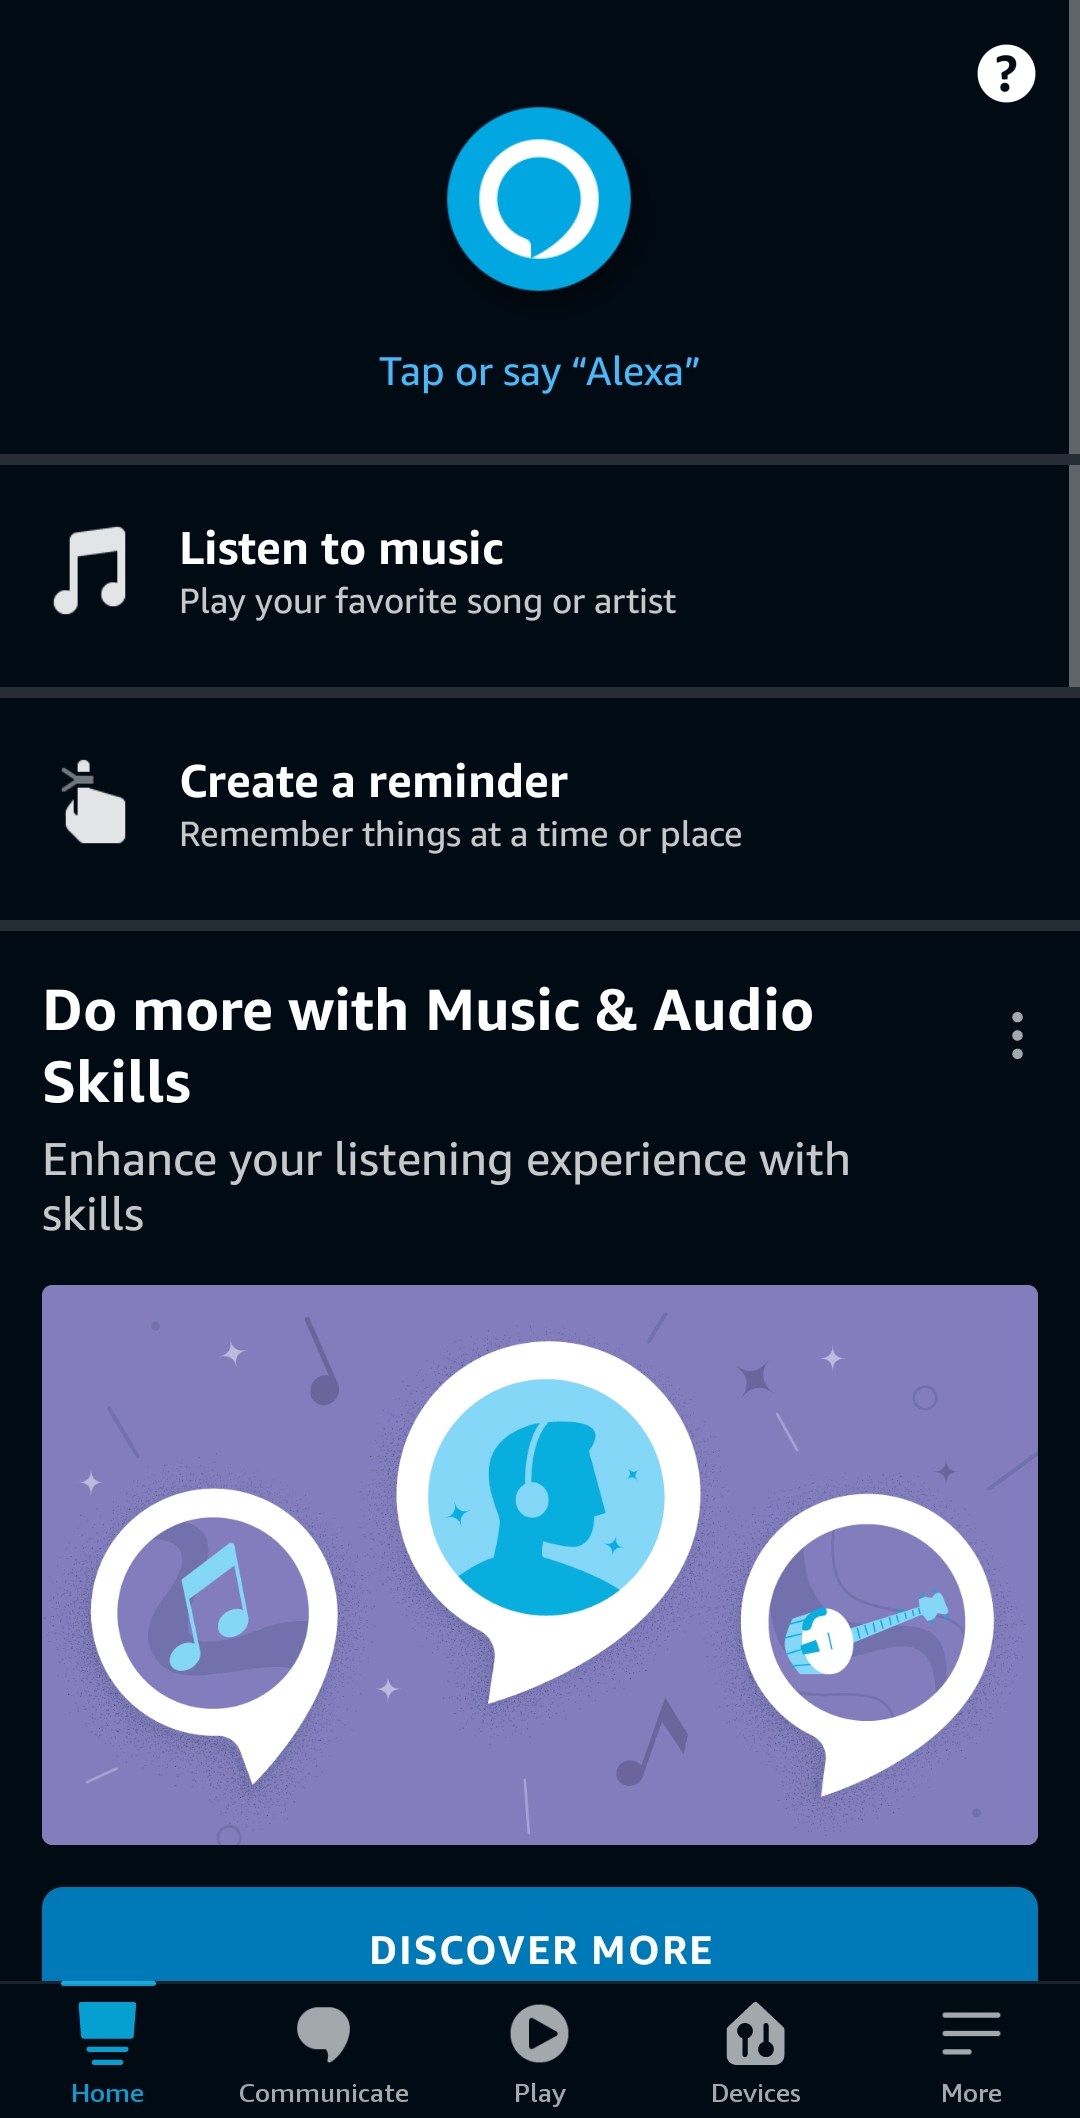 ?
Tap or say “Alexa”
Listen to music
Play your favorite song or artist
Create a reminder
Remember things at a time or place
Do more with Music & Audio
Skills
Enhance your listening experience with
skills
DISCOVER MORE
Home
Communicate
Play
Devices
More